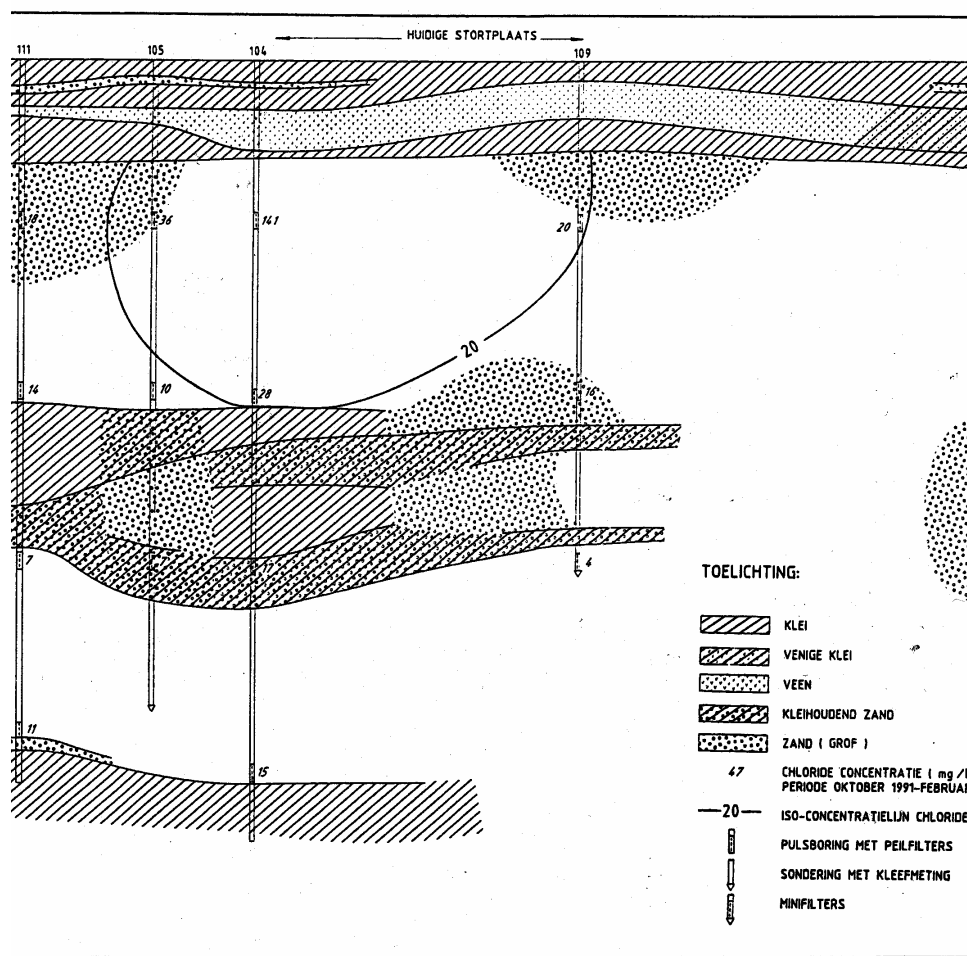 HUIDIGE STORTPLAATS
111 105 104 109
18 36 141 20
20
14 10 28 16
7 17 4
11
15
TOELICHTING:
KLEI
VENIGE KLEI
VEEN
KLEIHOUDEND ZAND
ZAND ( GROF )
47 CHLORIDE CONCENTRATIE ( mg/l
PERIODE OKTOBER 1991-FEBRUA
20 ISO-CONCENTRATIELIJN CHLORIDE
PULSBORING MET PEILFILTERS
SONDERING MET KLEEFMETING
MINIFILTERS